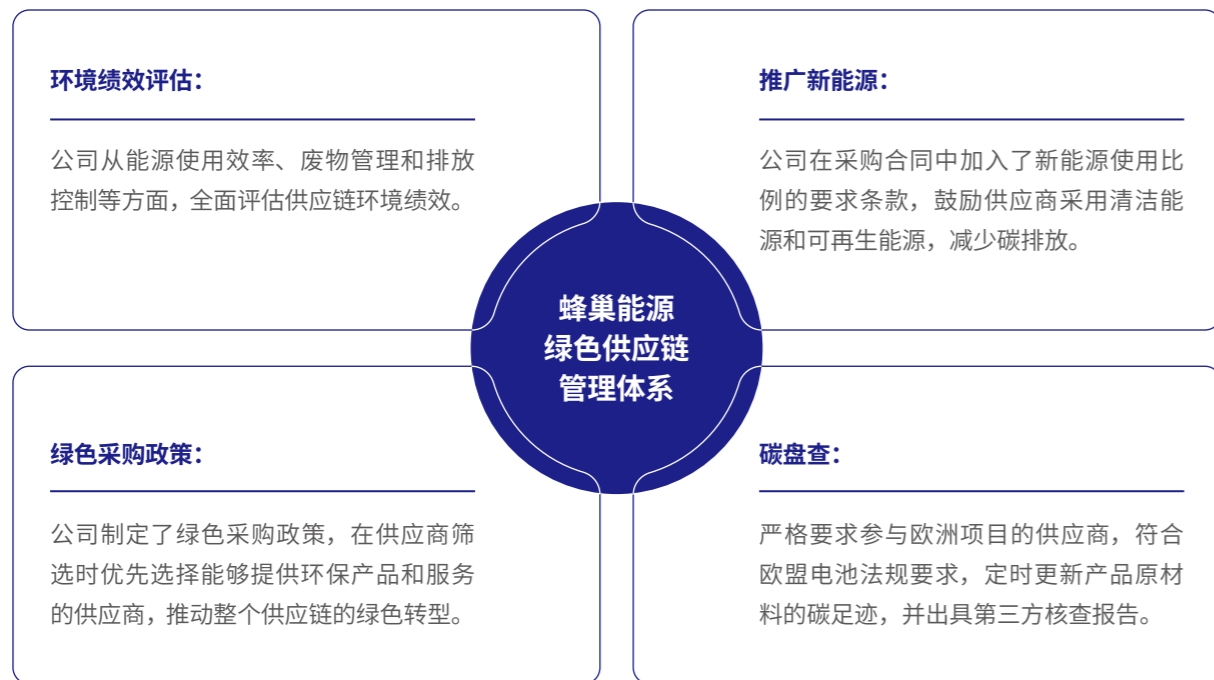 环境绩效评估：
公司从能源使用效率、废物管理和排放
控制等方面，全面评估供应链环境绩效。
推广新能源：
公司在采购合同中加入了新能源使用比
例的要求条款，鼓励供应商采用清洁能
源和可再生能源，减少碳排放。
蜂巢能源
绿色供应链
管理体系
绿色采购政策：
公司制定了绿色采购政策，在供应商筛
选时优先选择能够提供环保产品和服务
的供应商，推动整个供应链的绿色转型。
碳盘查：
严格要求参与欧洲项目的供应商，符合
欧盟电池法规要求，定时更新产品原材
料的碳足迹，并出具第三方核查报告。